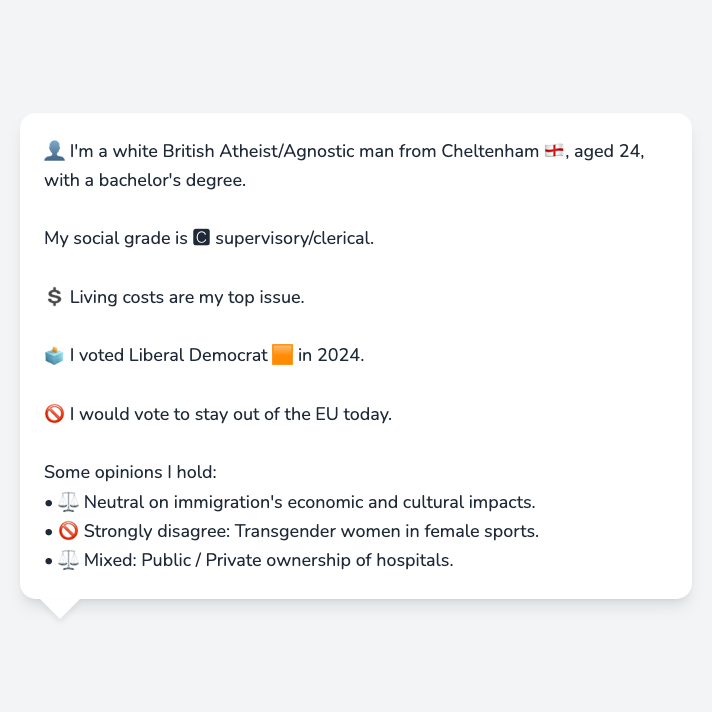 👤 I'm a white British Atheist/Agnostic man from Cheltenham 🏴󠁧󠁢󠁥󠁮󠁧󠁿, aged 24,
with a bachelor's degree.
My social grade is 🅲 supervisory/clerical.
💲 Living costs are my top issue.
🗳️ I voted Liberal Democrat 🟧 in 2024.
🚫 I would vote to stay out of the EU today.
Some opinions I hold:
• ⚖️ Neutral on immigration's economic and cultural impacts.
• 🚫 Strongly disagree: Transgender women in female sports.
• ⚖️ Mixed: Public / Private ownership of hospitals.